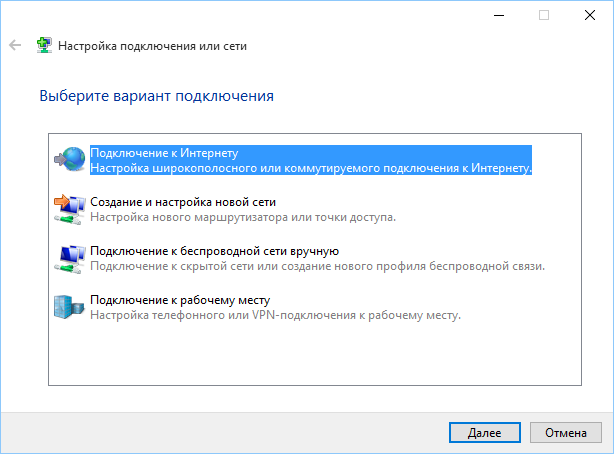 Настройка подключения или сети
Выберите вариант подключения
Подключение к Интернету
Настройка широкополосного или коммутируемого подключения к Интернету.
Создание и настройка новой сети
Настройка нового маршрутизатора или точки доступа.
Подключение к беспроводной сети вручную
Подключение к скрытой сети или создание нового профиля беспроводной связи.
Подключение к рабочему месту
Настройка телефонного или VPN-подключения к рабочему месту.
Далее
Отмена